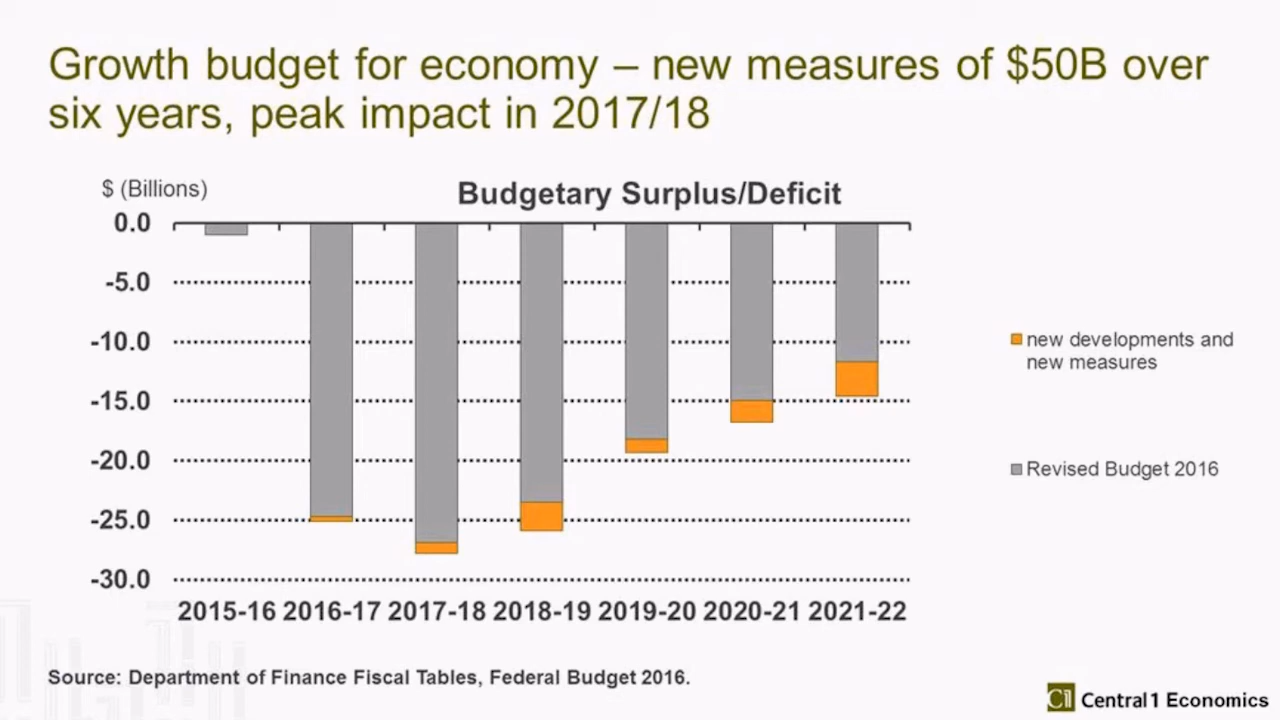 Growth budget for economy – new measures of $50B over
six years, peak impact in 2017/18
$ (Billions)
Budgetary Surplus/Deficit
0.0
-5.0
-10.0
-15.0
-20.0
-25.0
-30.0
2015-16 2016-17 2017-18 2018-19 2019-20 2020-21 2021-22
new developments and
new measures
Revised Budget 2016
Source: Department of Finance Fiscal Tables, Federal Budget 2016.
C1 Central 1 Economics